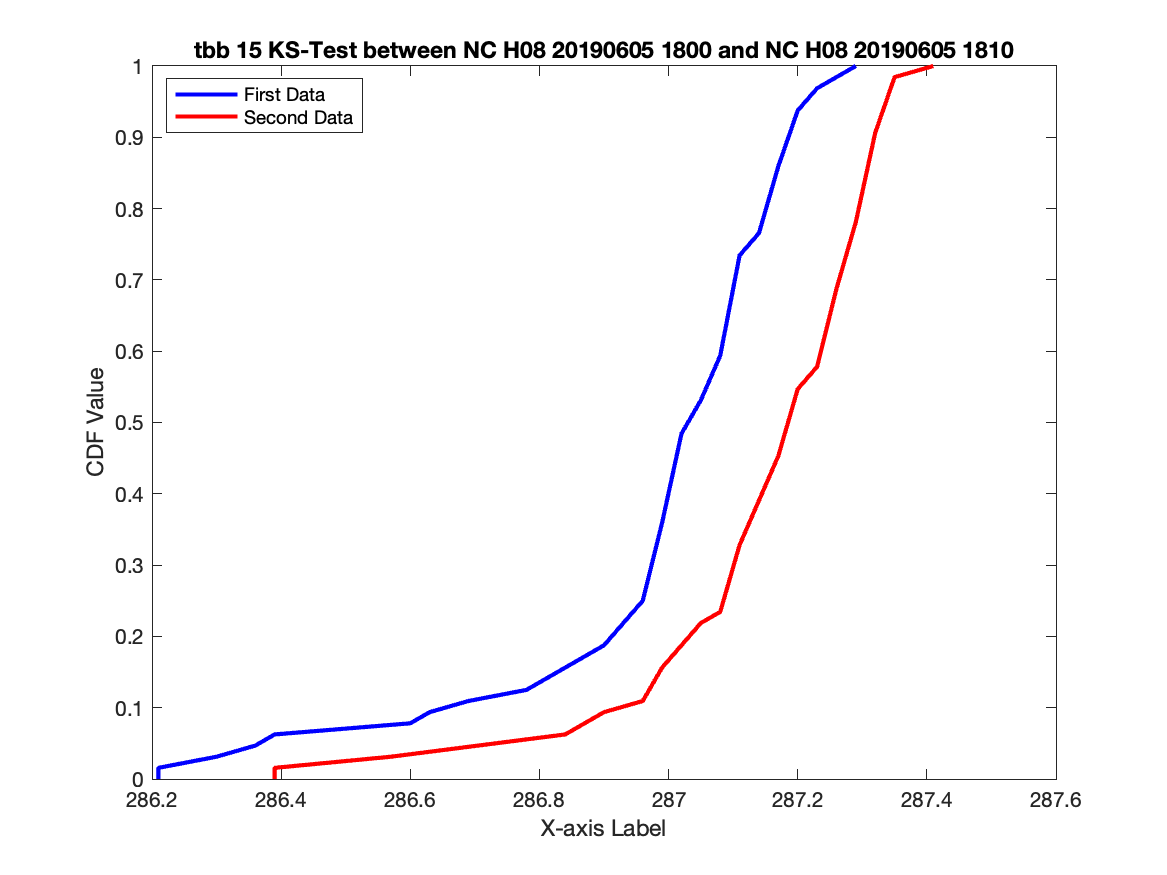 tbb 15 KS-Test between NC H08 20190605 1800 and NC H08 20190605 1810
First Data
Second Data
CDF Value
1
0.9
0.8
0.7
0.6
0.5
0.4
0.3
0.2
0.1
0
286.2 286.4 286.6 286.8 287 287.2 287.4 287.6
X-axis Label